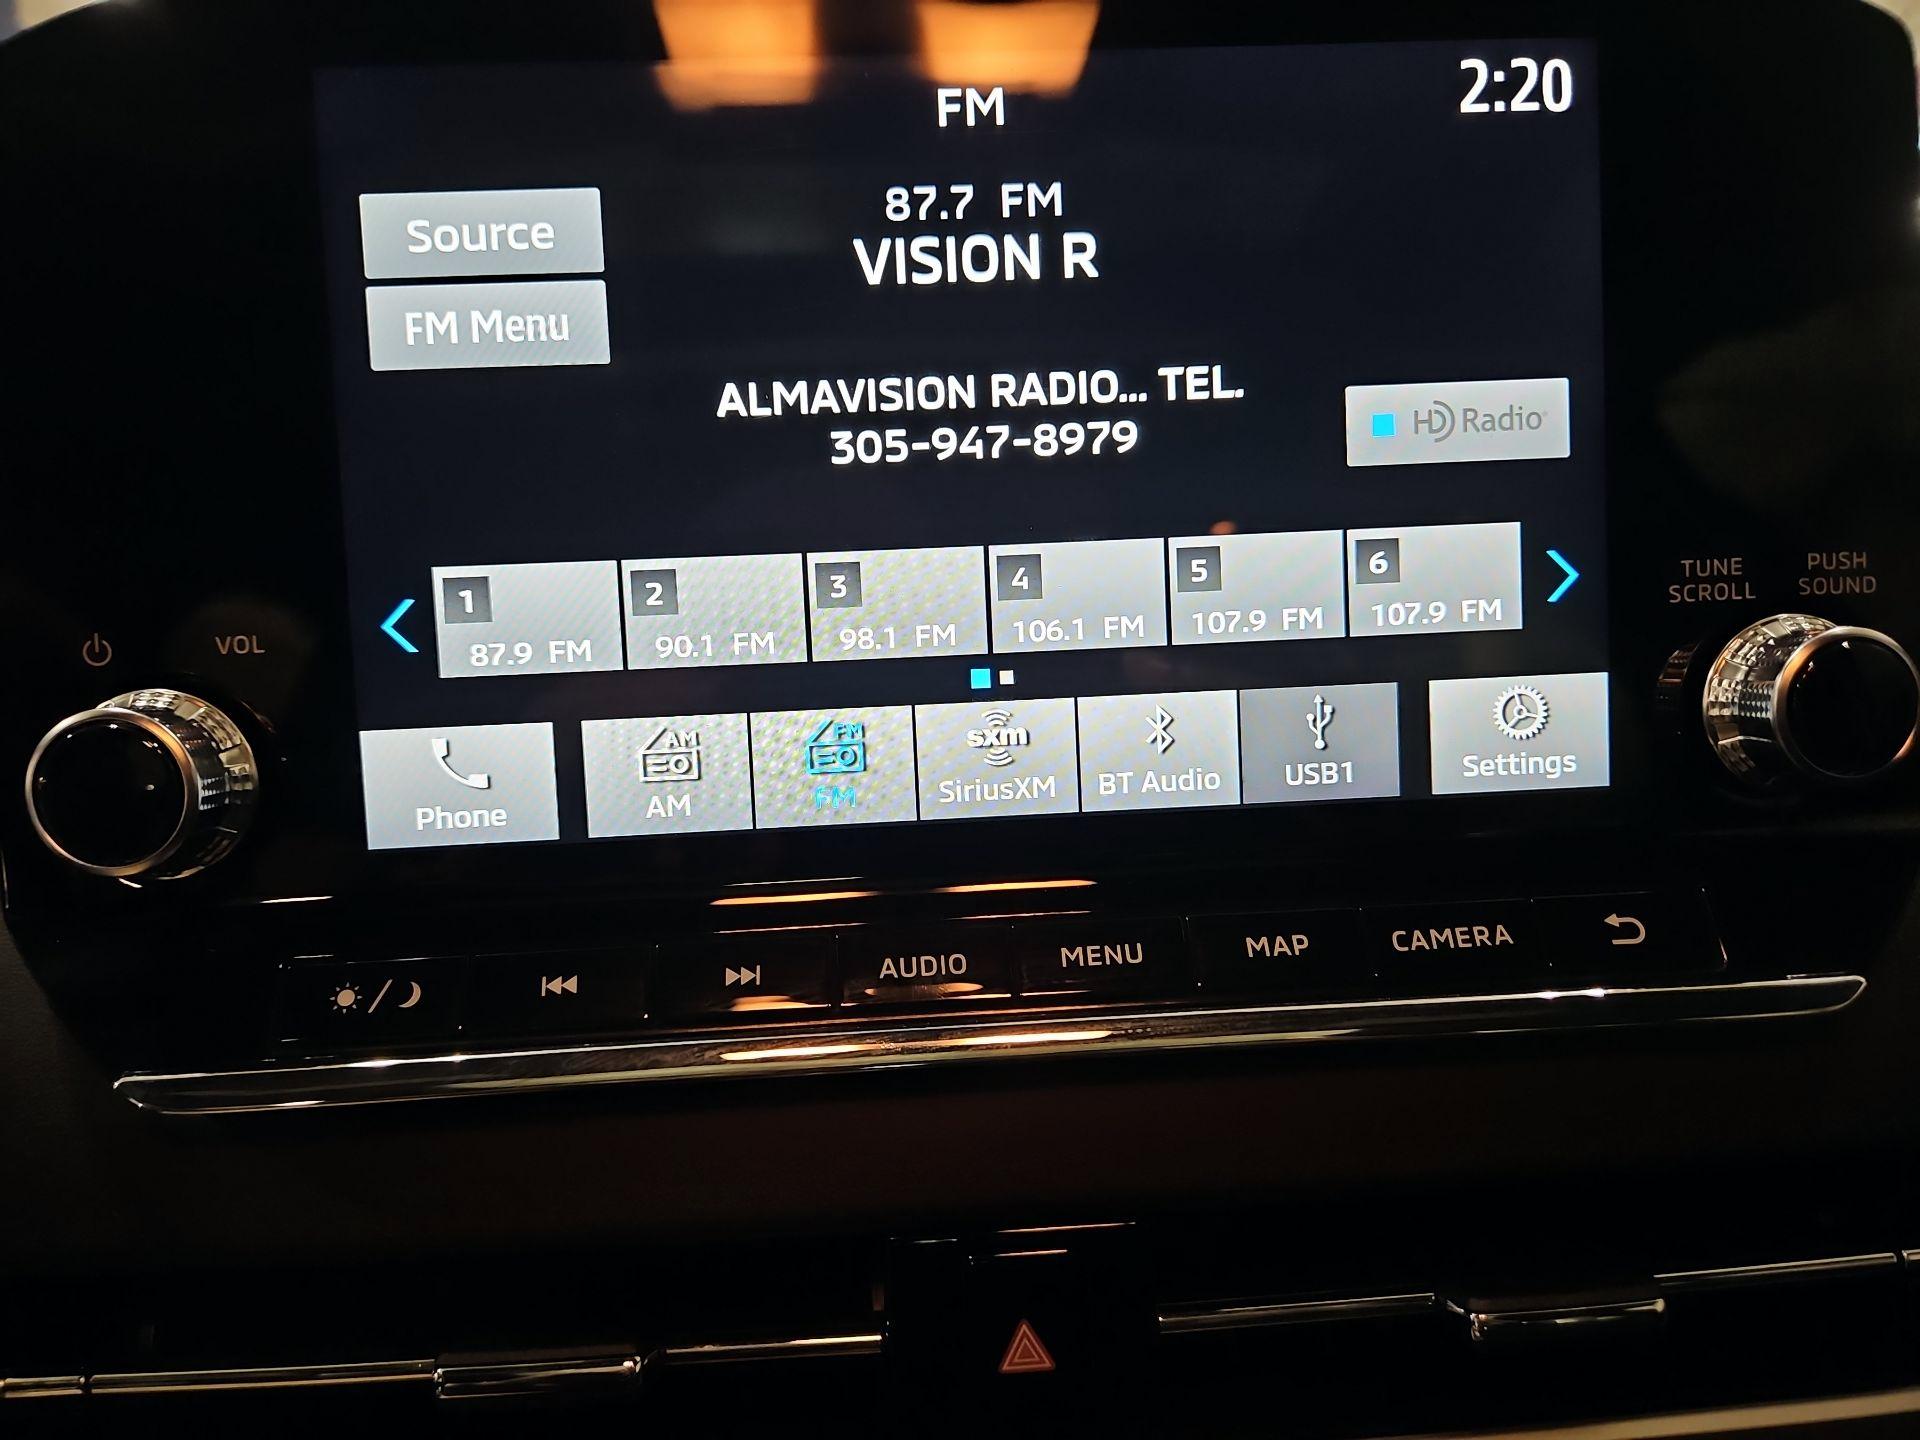 FM
2:20
87.7 FM
VISION R
Source
FM Menu
ALMAVISION RADIO... TEL.
305-947-8979
HD Radio
1
87.9 FM
2
90.1 FM
3
98.1 FM
4
106.1 FM
5
107.9 FM
6
107.9 FM
VOL
TUNE
SCROLL
PUSH
SOUND
Phone
AM
AM
FM
FM
sxm
SiriusXM
BT Audio
USB1
Settings
AUDIO
MENU
MAP
CAMERA